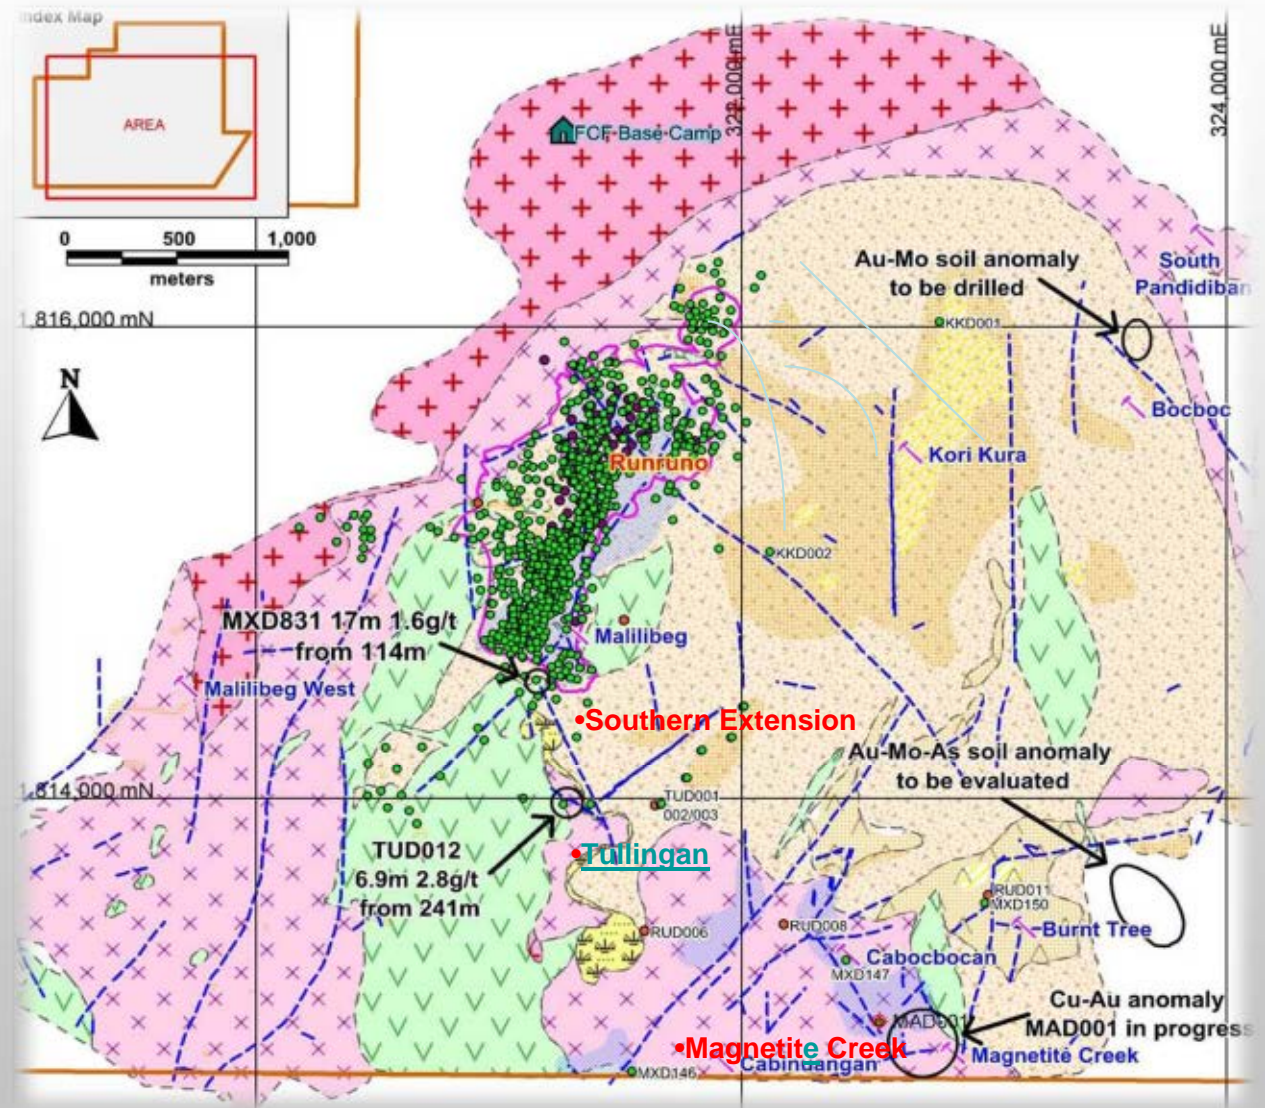 Index Map
AREA
0 500 1,000
meters
N
322,000 mE
324,000 mE
FCF Base Camp
Au-Mo soil anomaly
to be drilled
South
Pandidiban
1,816,000 mN
KKD001
Bocboc
Kori Kura
Runruno
KKD002
MXD831 17m 1.6g/t
from 114m
Malilibeg
Malilibeg West
•Southern Extension
Au-Mo-As soil anomaly
to be evaluated
1,814,000 mN
TUD001
002/003
TUD012
6.9m 2.8g/t
from 241m
•Tullingan
RUD011
MXD150
RUD006
RUD008
Burnt Tree
Cabocbocan
MXD147
Cu-Au anomaly
MAD001 in progress
MAD001
•Magnetite Creek
Magnetite Creek
Cabinuangan
MXD146